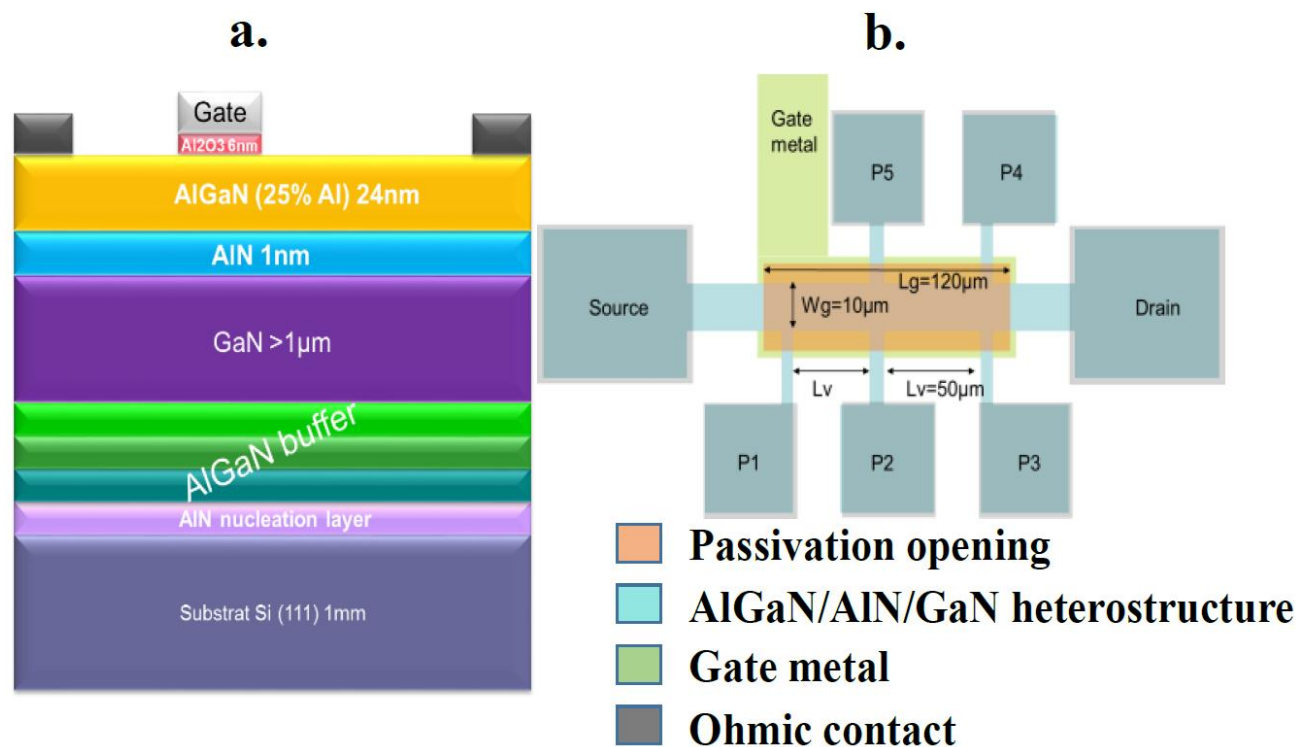 a.
Gate
Al2O3 6nm
AlGaN (25% Al) 24nm
AlN 1nm
GaN >1µm
AlGaN buffer
AlN nucleation layer
Substrat Si (111) 1mm
b.
Gate
metal
P5
P4
Source
Lg=120µm
Wg=10µm
Drain
Lv
Lv=50µm
P1
P2
P3
Passivation opening
AlGaN/AlN/GaN heterostructure
Gate metal
Ohmic contact